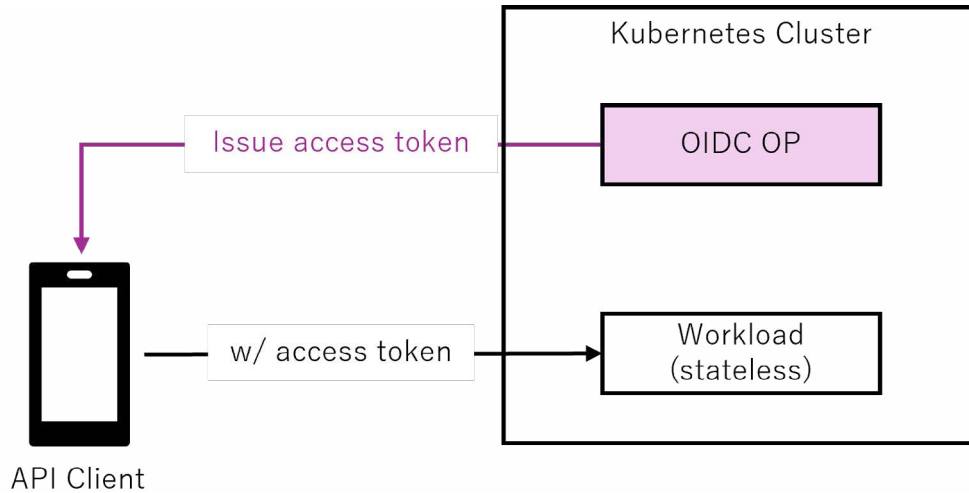 Kubernetes Cluster
Issue access token
OIDC OP
w/ access token
Workload
(stateless)
API Client